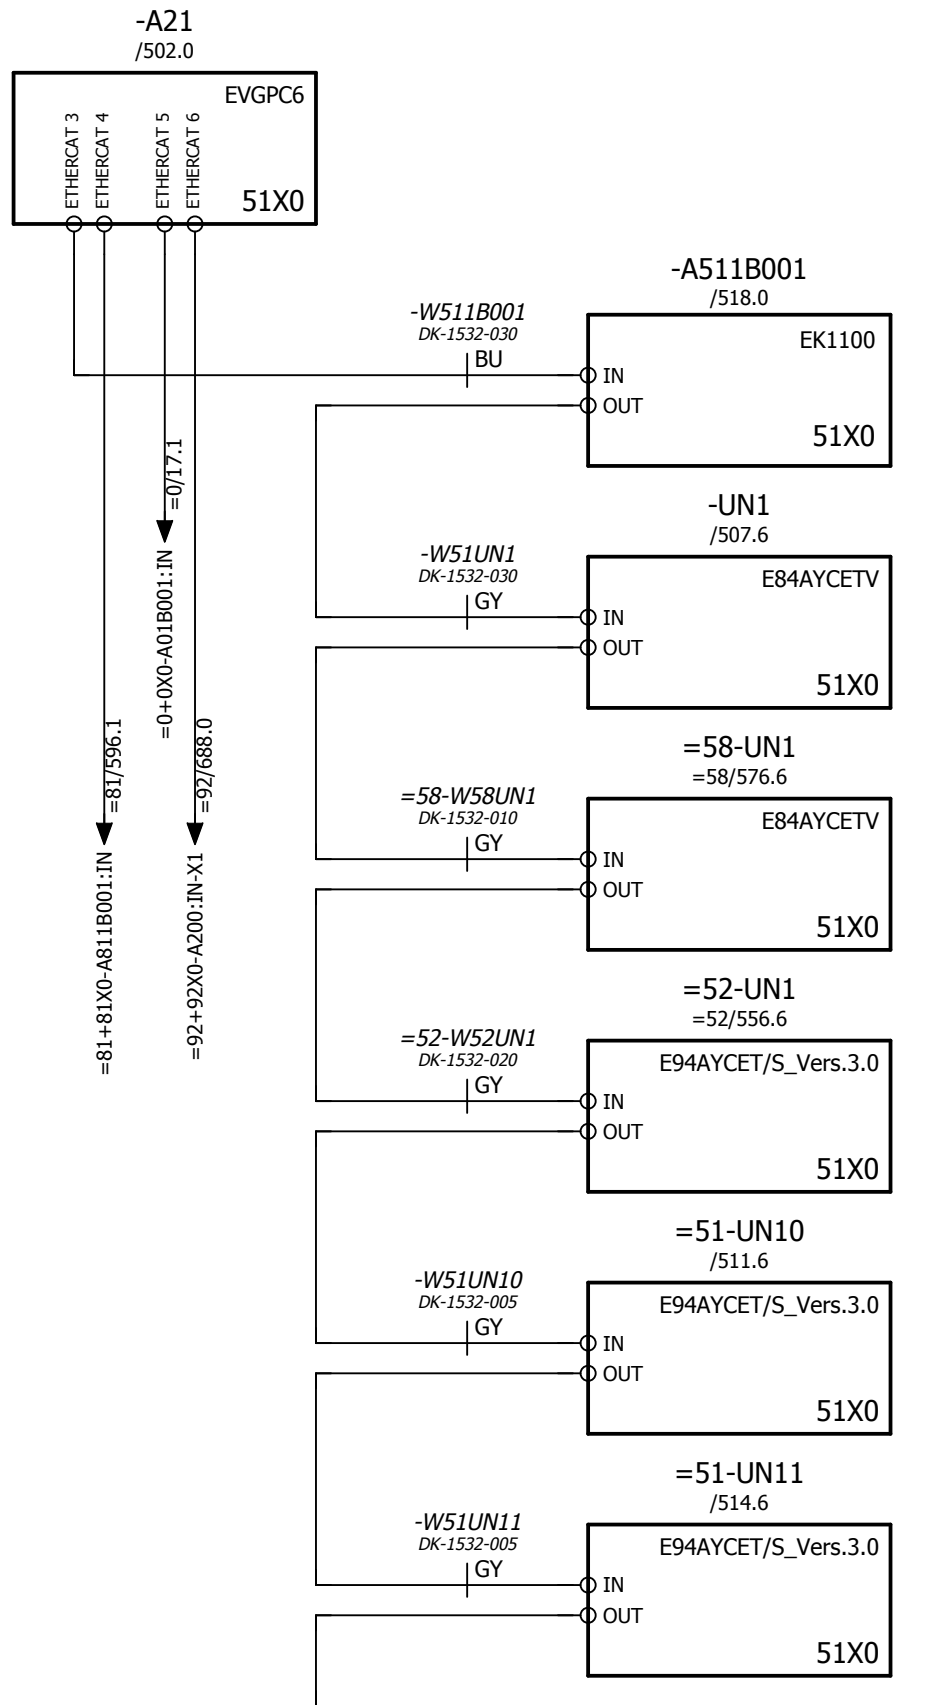 -A21
/502.0
EVGPC6
ETHERCAT 3
ETHERCAT 4
ETHERCAT 5
ETHERCAT 6
51X0
=0/17.1
=0+0X0-A01B001:IN
=81/596.1
=81+81X0-A811B001:IN
=92/688.0
=92+92X0-A200:IN-X1
-A511B001
/518.0
-W511B001
DK-1532-030
BU
EK1100
IN
OUT
51X0
-UN1
/507.6
-W51UN1
DK-1532-030
GY
E84AYCETV
IN
OUT
51X0
=58-UN1
=58/576.6
=58-W58UN1
DK-1532-010
GY
E84AYCETV
IN
OUT
51X0
=52-UN1
=52/556.6
=52-W52UN1
DK-1532-020
GY
E94AYCET/S_Vers.3.0
IN
OUT
51X0
=51-UN10
/511.6
-W51UN10
DK-1532-005
GY
E94AYCET/S_Vers.3.0
IN
OUT
51X0
=51-UN11
/514.6
-W51UN11
DK-1532-005
GY
E94AYCET/S_Vers.3.0
IN
OUT
51X0